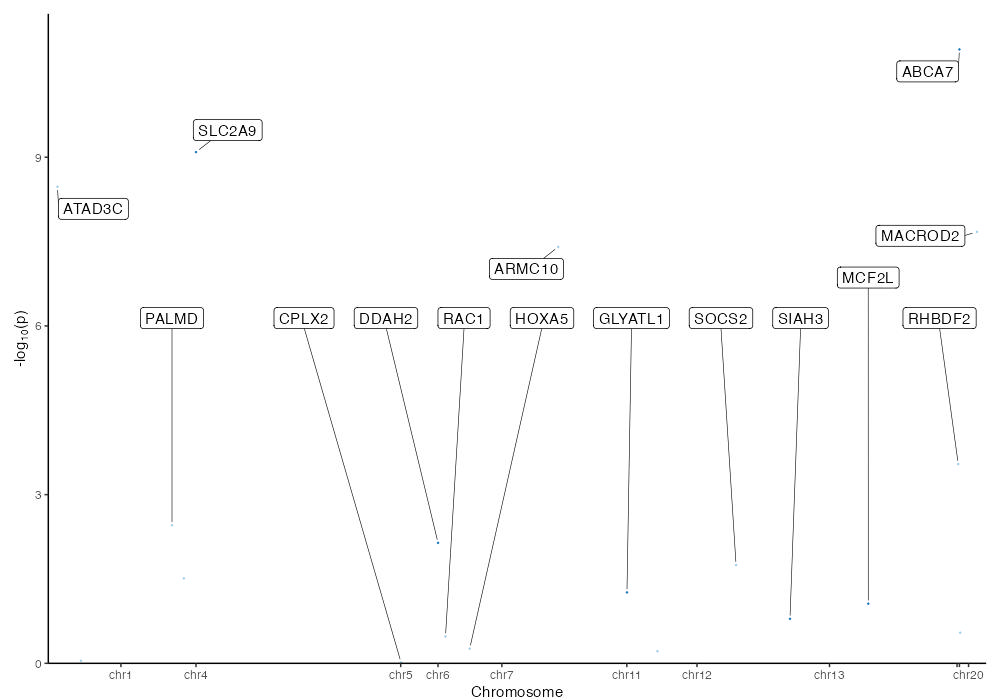 ABCA7
SLC2A9
9
ATAD3C
MACROD2
ARMC10
MCF2L
PALMD CPLX2 DDAH2 RAC1 HOXA5 GLYATL1 SOCS2 SIAH3 RHBDF2
6
-log10(p)
3
0
chr1 chr4 chr5 chr6 chr7 chr11 chr12 chr13 chr20
Chromosome